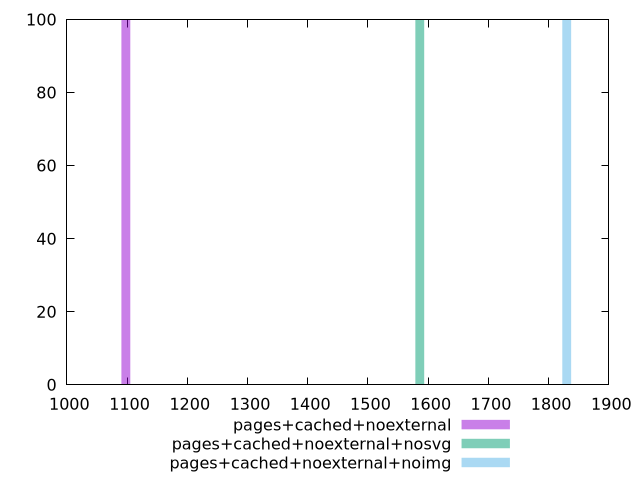 100
80
60
40
20
0
1000 1100 1200 1300 1400 1500 1600 1700 1800 1900
pages+cached+noexternal
pages+cached+noexternal+nosvg
pages+cached+noexternal+noimg